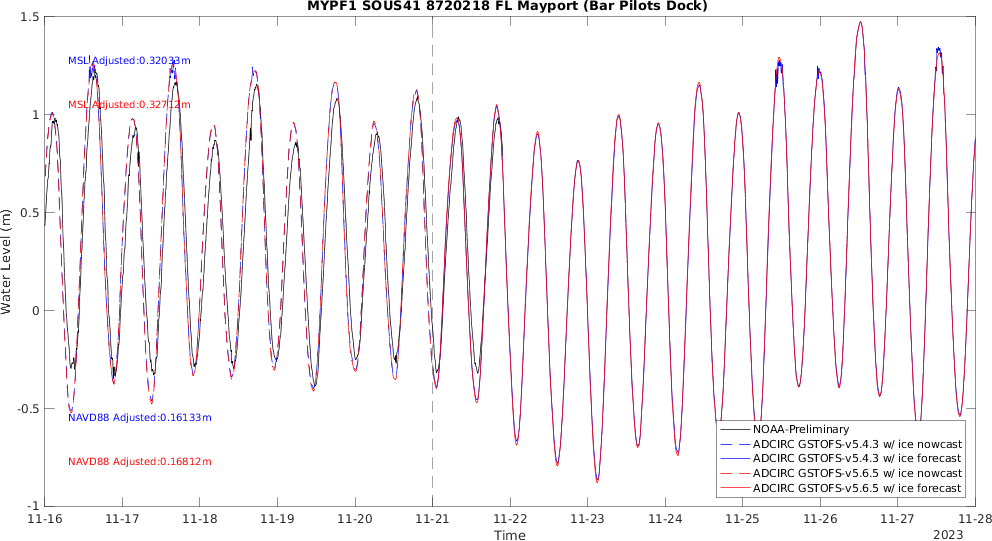 MYPF1 SOUS41 8720218 FL Mayport (Bar Pilots Dock)
1.5
1
0.5
0
-0.5
-1
Water Level (m)
MSL Adjusted:0.32033m
MSL Adjusted:0.32712m
NAVD88 Adjusted:0.16133m
NAVD88 Adjusted:0.16812m
NOAA-Preliminary
ADCIRC GSTOFS-v5.4.3 w/ ice nowcast
ADCIRC GSTOFS-v5.4.3 w/ ice forecast
ADCIRC GSTOFS-v5.6.5 w/ ice nowcast
ADCIRC GSTOFS-v5.6.5 w/ ice forecast
11-16 11-17 11-18 11-19 11-20 11-21 11-22 11-23 11-24 11-25 11-26 11-27 11-28
Time
2023